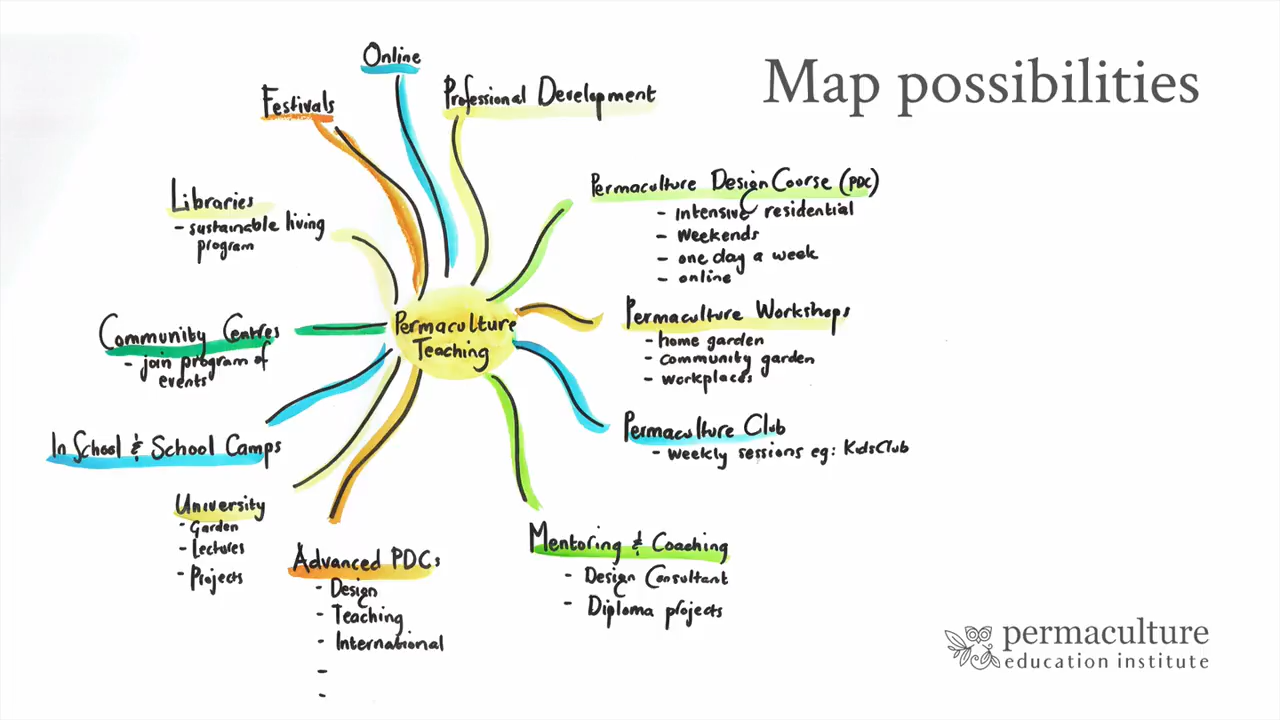 Map possibilities
Permaculture
Teaching
Online
Professional Development
Permaculture Design Course (PDC)
- intensive residential
- weekends
- one day a week
- online
Permaculture Workshops
- home garden
- community garden
- workplaces
Permaculture Club
- weekly sessions eg: Kids Club
Mentoring & Coaching
- Design Consultant
- Diploma projects
Advanced PDCs
- Design
- Teaching
- International
-
-
University
- Garden
- Lectures
- Projects
In School & School Camps
Community Centres
- join program of
events
Libraries
- sustainable living
program
Festivals
permaculture
education institute